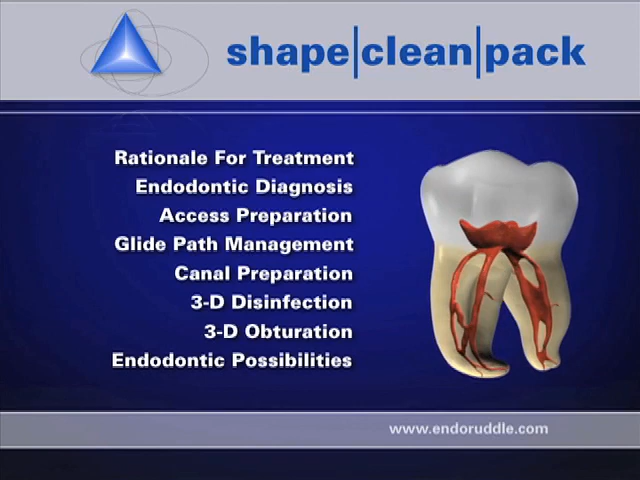 shape|clean|pack
Rationale For Treatment
Endodontic Diagnosis
Access Preparation
Glide Path Management
Canal Preparation
3-D Disinfection
3-D Obturation
Endodontic Possibilities
www.endoruddle.com